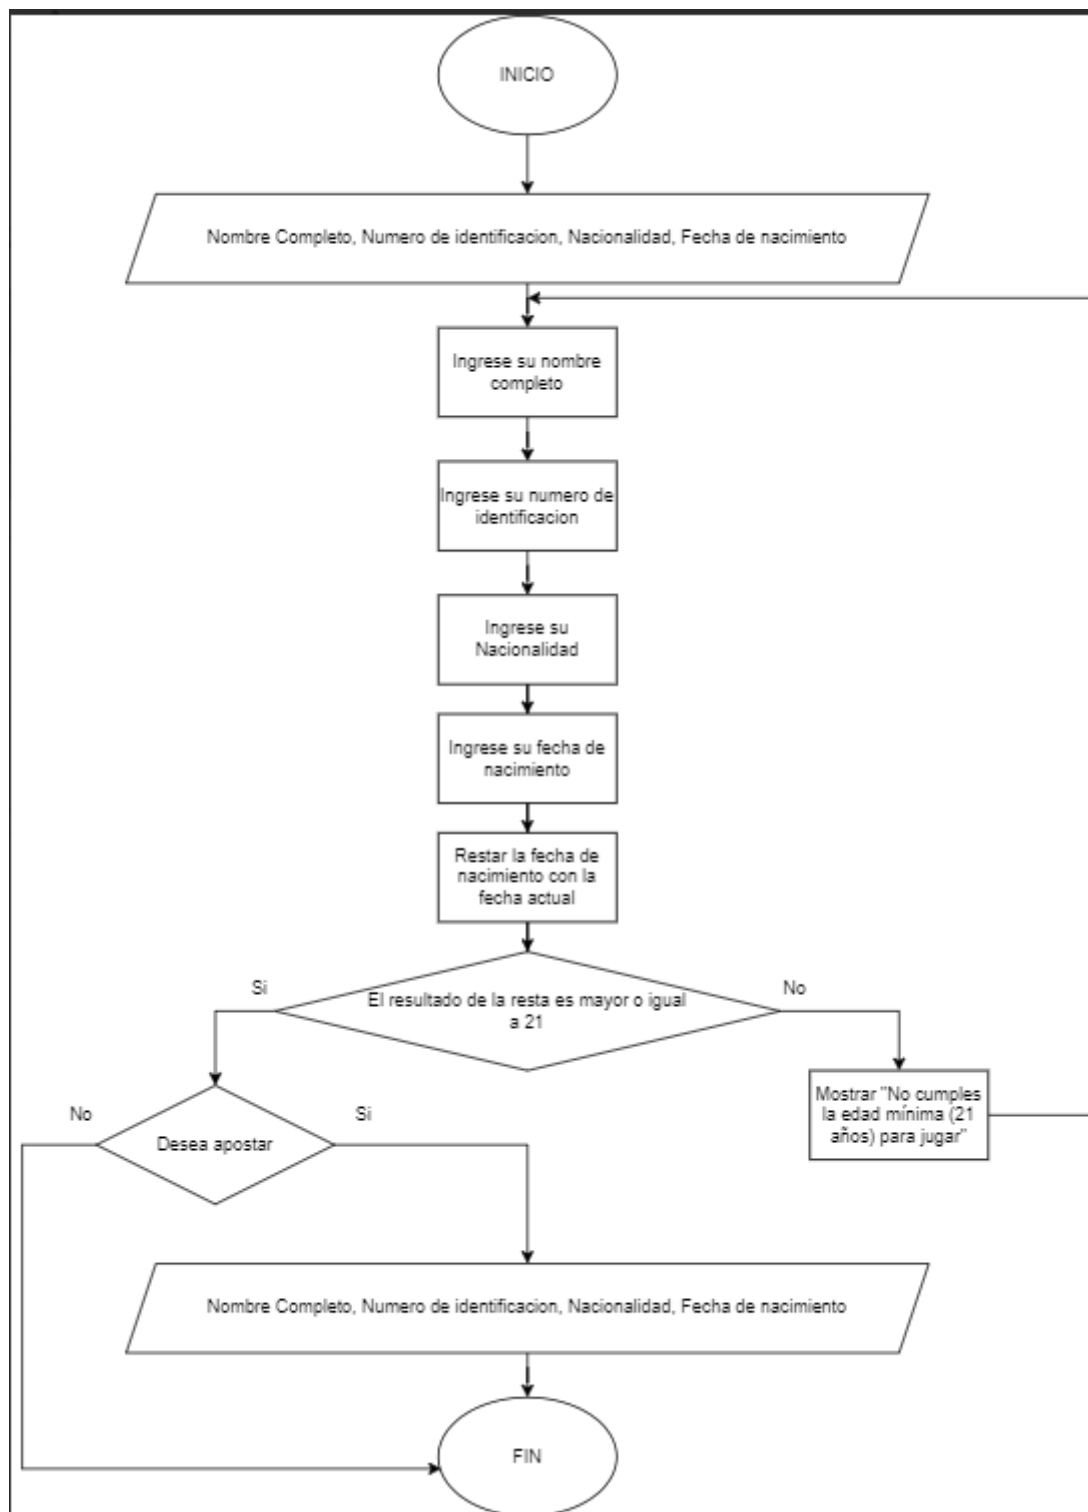 INICIO
Nombre Completo, Numero de identificacion, Nacionalidad, Fecha de nacimiento
Ingrese su nombre
completo
Ingrese su numero de
identificacion
Ingrese su
Nacionalidad
Ingrese su fecha de
nacimiento
Restar la fecha de
nacimiento con la
fecha actual
Si
El resultado de la resta es mayor o igual
a 21
No
Mostrar "No cumples
la edad mínima (21
años) para jugar"
No
Desea apostar
Si
Nombre Completo, Numero de identificacion, Nacionalidad, Fecha de nacimiento
FIN